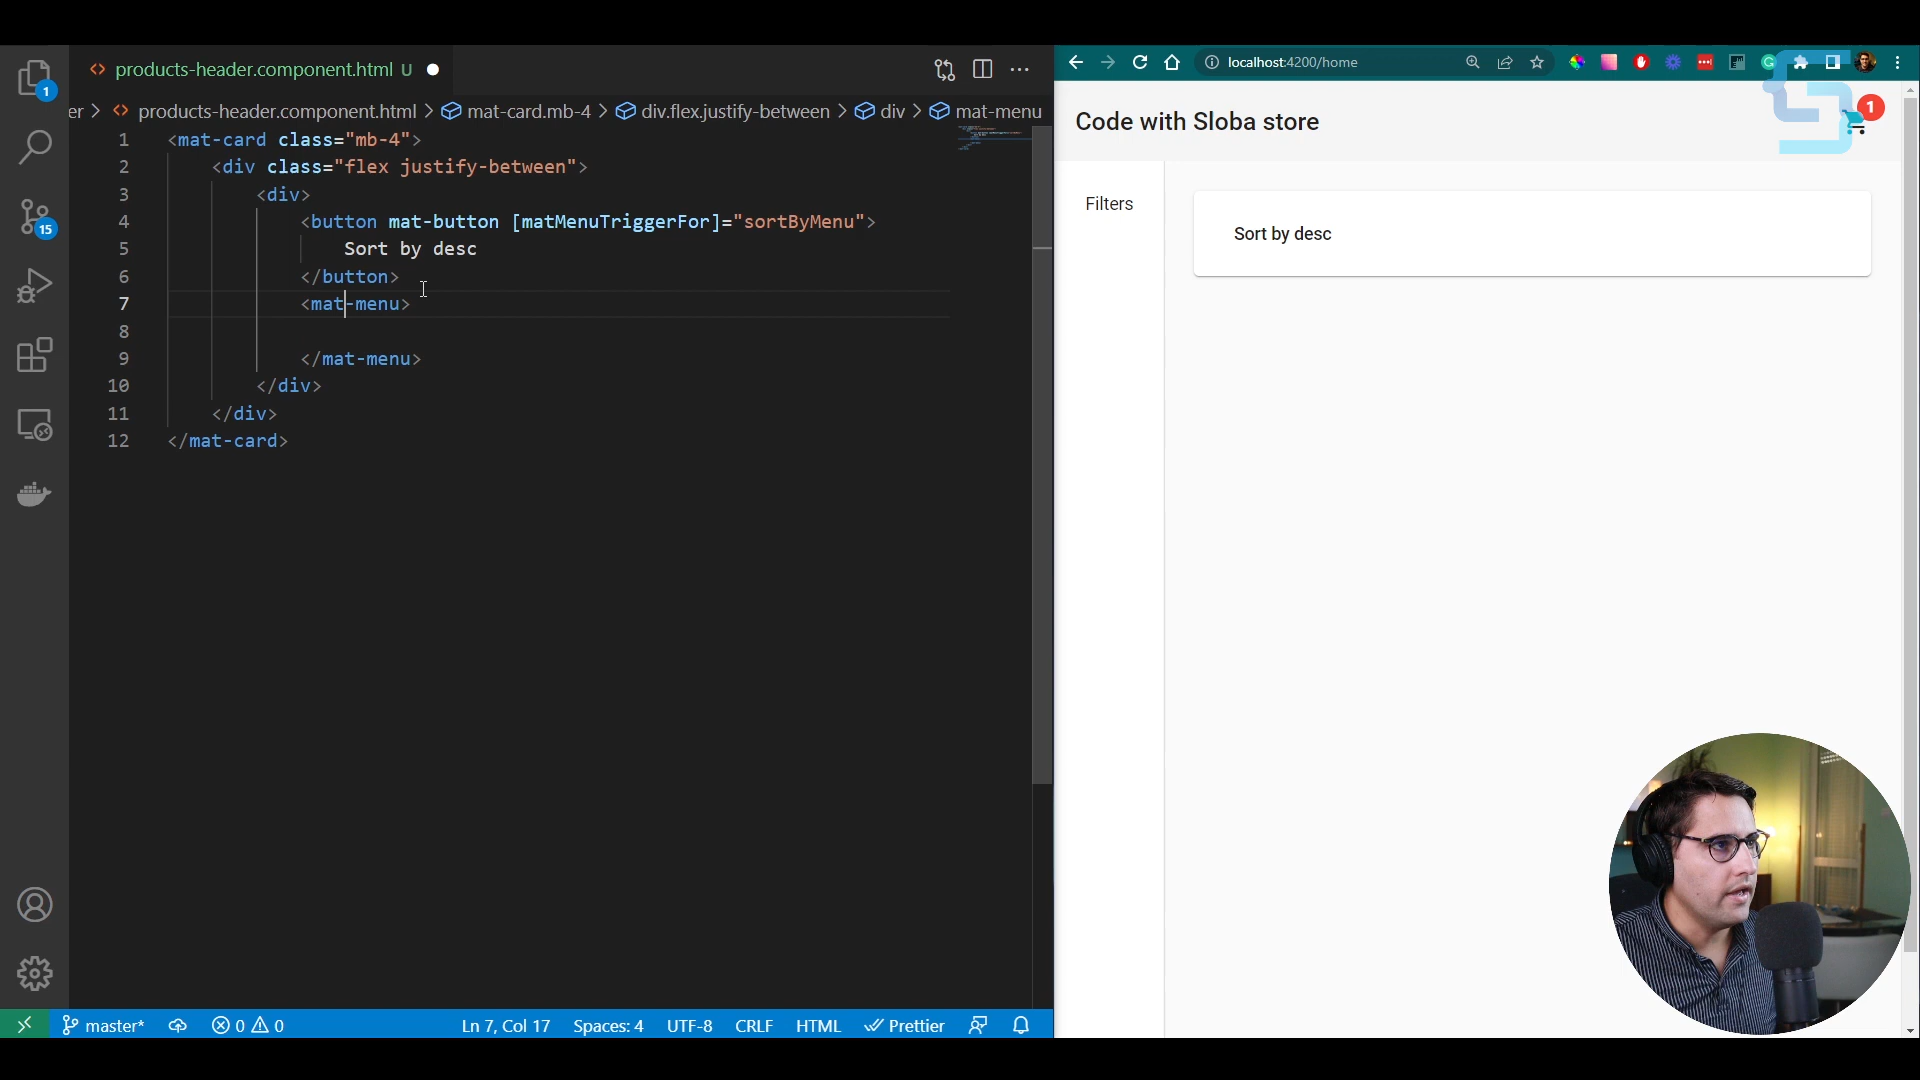 products-header.component.html U
er > products-header.component.html > mat-card.mb-4 > div.flex.justify-between > div > mat-menu
1 <mat-card class="mb-4">
2 <div class="flex justify-between">
3 <div>
4 <button mat-button [matMenuTriggerFor]="sortByMenu">
5 Sort by desc
6 </button>
7 <mat-menu>
8
9 </mat-menu>
10 </div>
11 </div>
12 </mat-card>
1
15
master*
0 0
Ln 7, Col 17
Spaces: 4
UTF-8
CRLF
HTML
Prettier
localhost:4200/home
Code with Sloba store
1
Filters
Sort by desc